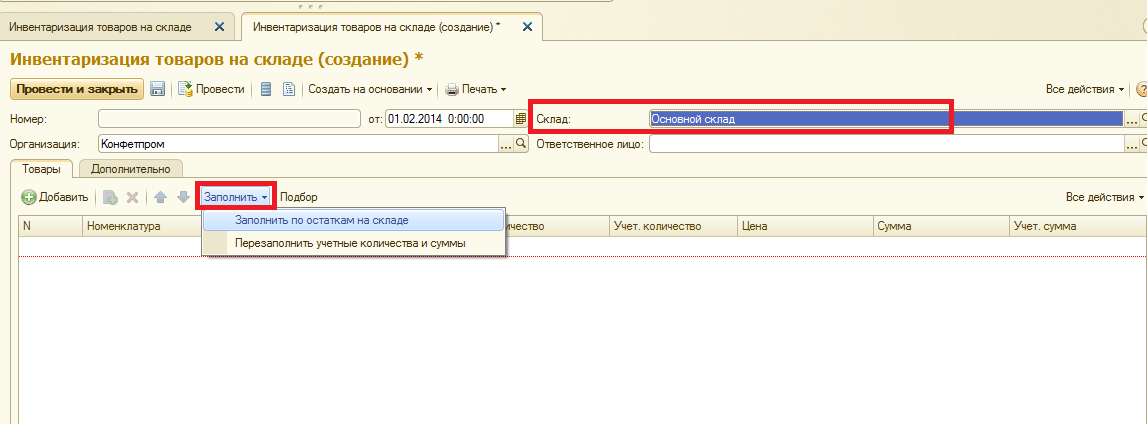 Инвентаризация товаров на складе
Инвентаризация товаров на складе (создание) *
Инвентаризация товаров на складе (создание) *
Провести и закрыть Провести Создать на основании Печать Все действия
Номер: от: 01.02.2014 0:00:00 Склад: Основной склад
Организация: Конфетпром Ответственное лицо:
Товары Дополнительно
Добавить Заполнить Подбор Все действия
N Номенклатура Учет. количество Цена Сумма Учет. сумма
Заполнить по остаткам на складе
Перезаполнить учетные количества и суммы